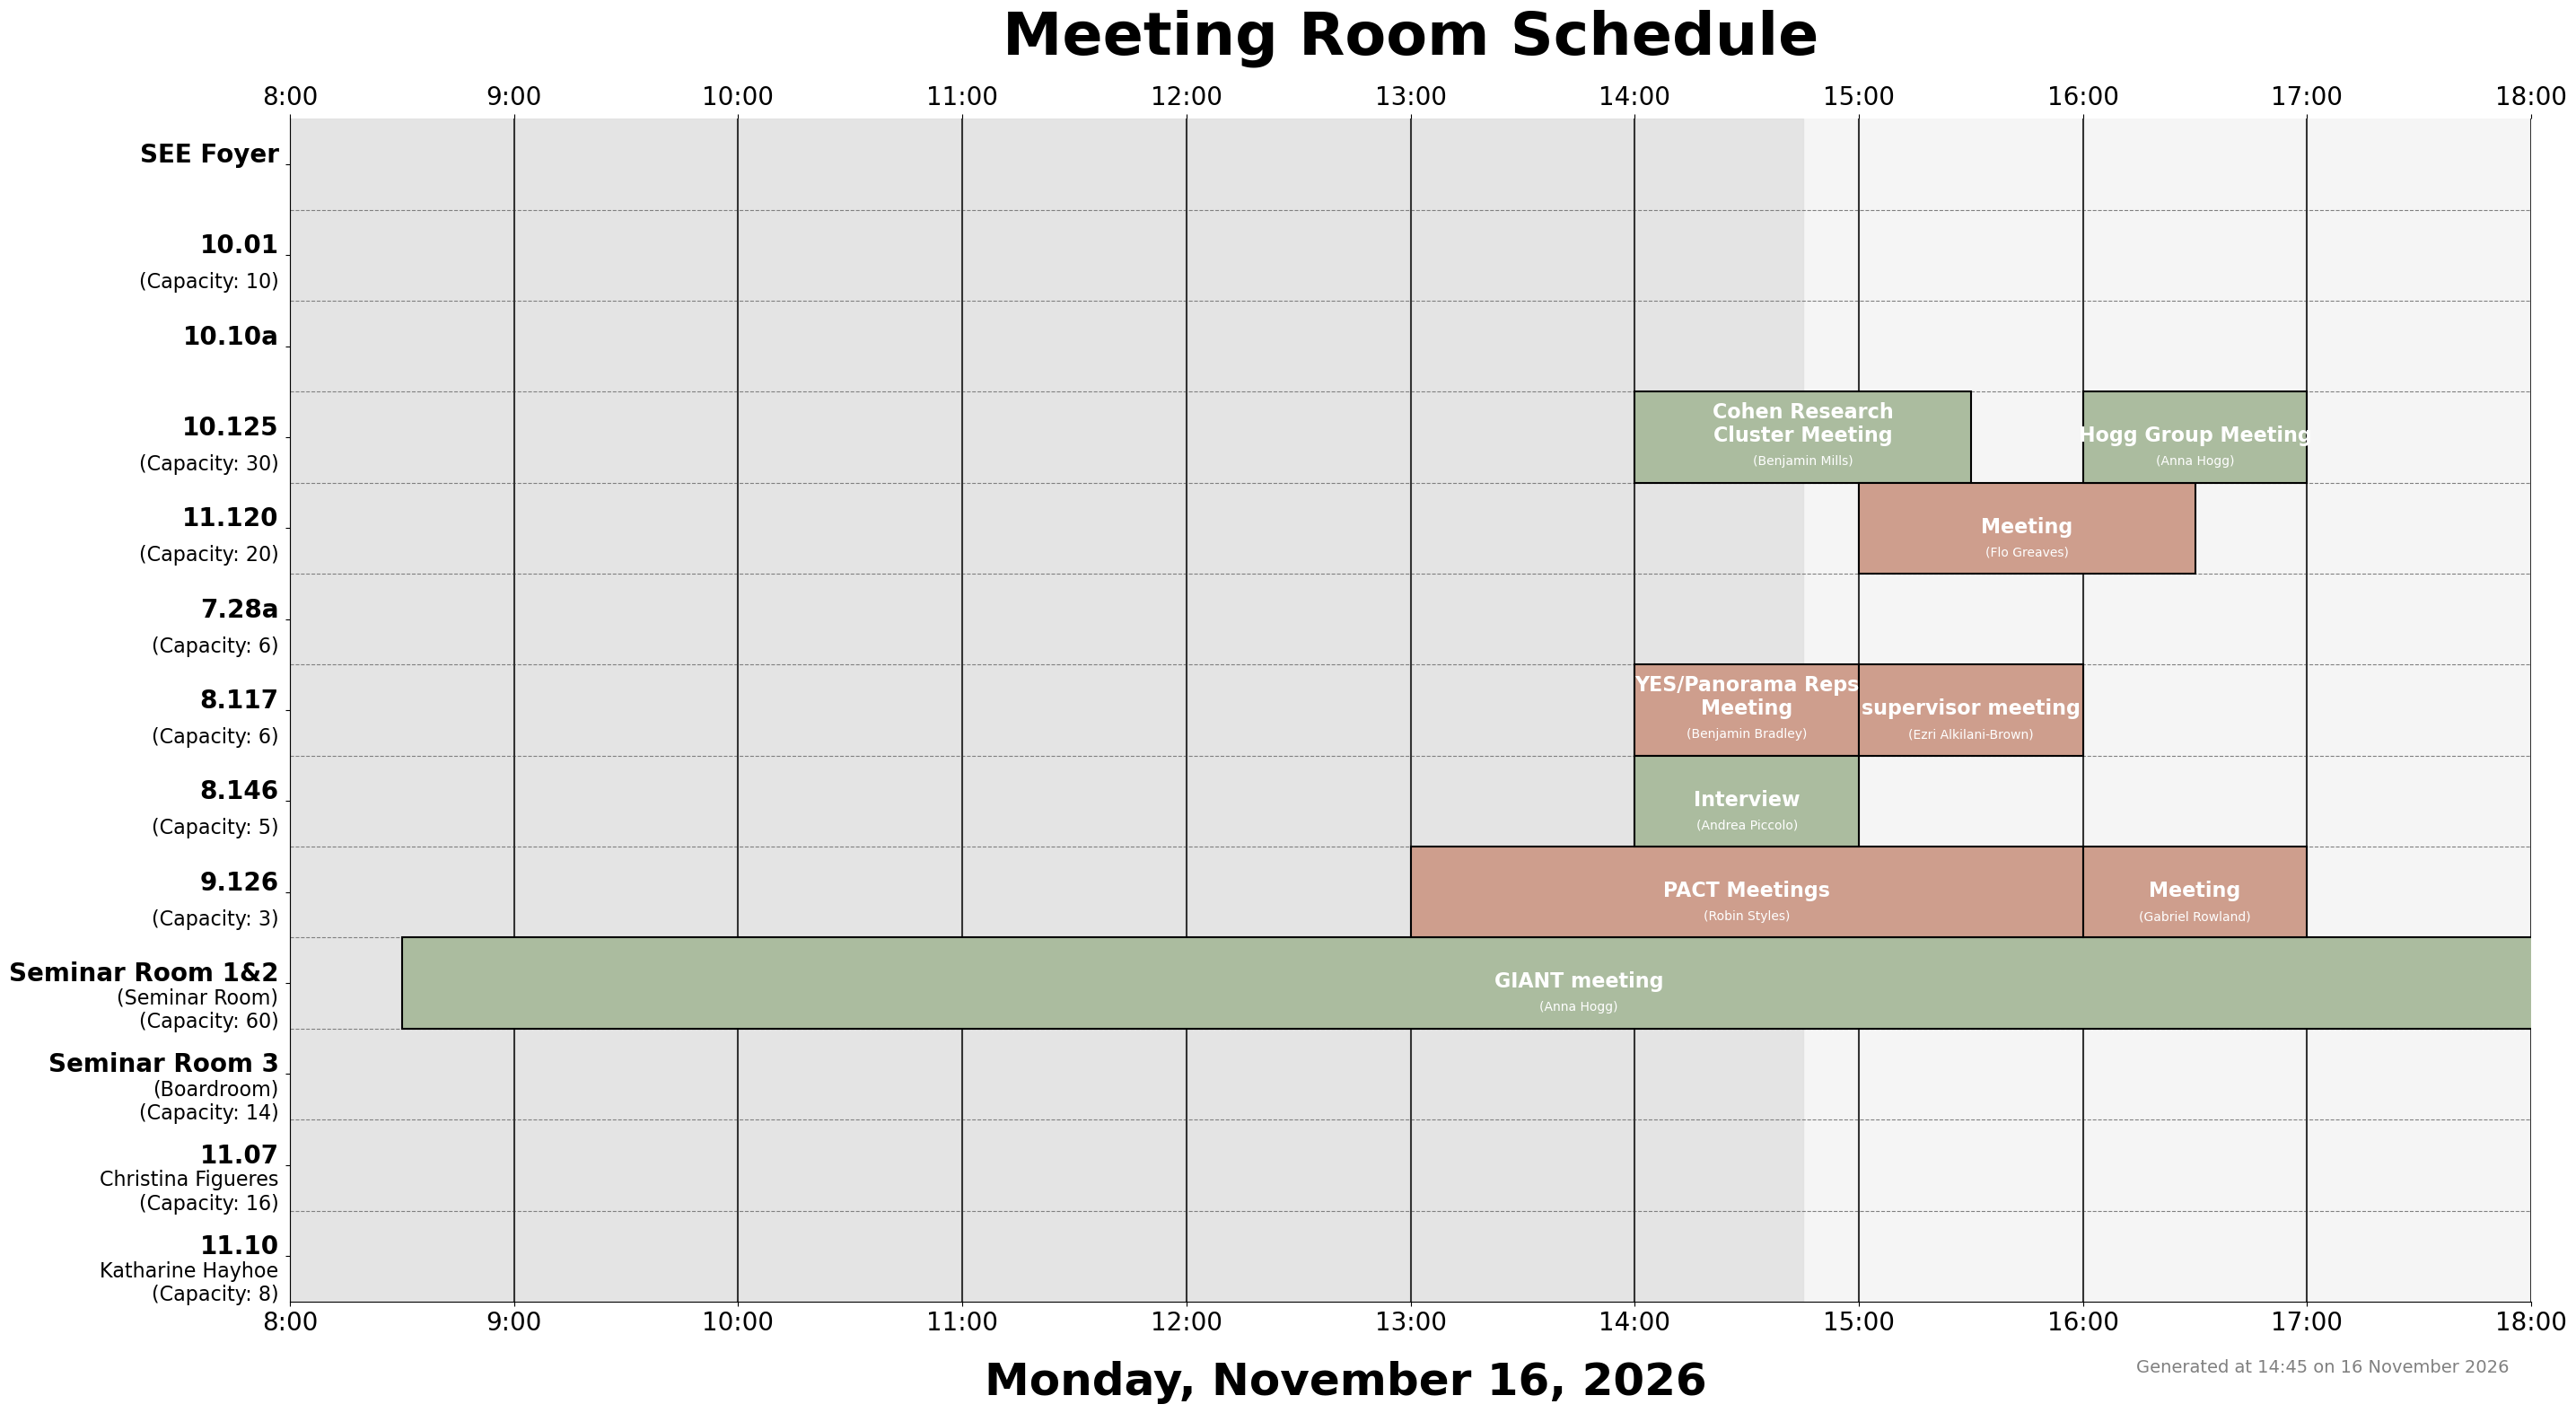 Meeting Room Schedule
8:00 9:00 10:00 11:00 12:00 13:00 14:00 15:00 16:00 17:00 18:00
SEE Foyer
10.01
(Capacity: 10)
10.10a
10.125
(Capacity: 30)
Cohen Research
Cluster Meeting
(Benjamin Mills)
Hogg Group Meeting
(Anna Hogg)
11.120
(Capacity: 20)
Meeting
(Flo Greaves)
7.28a
(Capacity: 6)
8.117
(Capacity: 6)
YES/Panorama Reps
Meeting
(Benjamin Bradley)
supervisor meeting
(Ezri Alkilani-Brown)
8.146
(Capacity: 5)
Interview
(Andrea Piccolo)
9.126
(Capacity: 3)
PACT Meetings
(Robin Styles)
Meeting
(Gabriel Rowland)
Seminar Room 1&2
(Seminar Room)
(Capacity: 60)
GIANT meeting
(Anna Hogg)
Seminar Room 3
(Boardroom)
(Capacity: 14)
11.07
Christina Figueres
(Capacity: 16)
11.10
Katharine Hayhoe
(Capacity: 8)
8:00 9:00 10:00 11:00 12:00 13:00 14:00 15:00 16:00 17:00 18:00
Monday, November 16, 2026
Generated at 14:45 on 16 November 2026